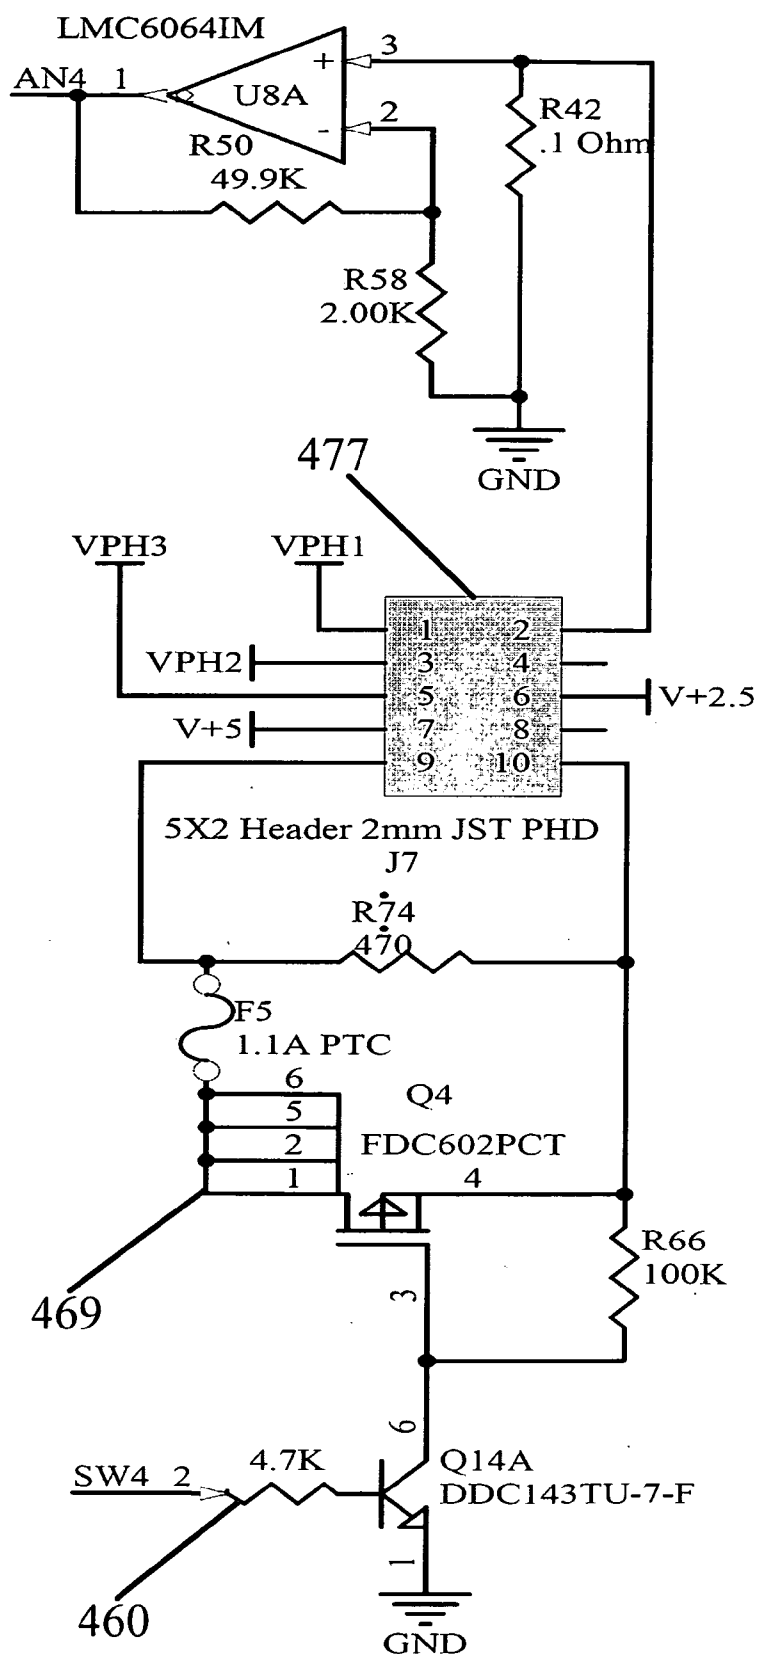 LMC6064IM
AN4 1
+ 3
U8A
- 2
R42
.1 Ohm
R50
49.9K
R58
2.00K
GND
477
VPH3 VPH1
1 2
VPH2 3 4
5 6 V+2.5
V+5 7 8
9 10
5X2 Header 2mm JST PHD
J7
R74
470
F5
1.1A PTC
6 Q4
5
2 FDC602PCT
1 4
R66
100K
469
3
6
SW4 2 4.7K Q14A
DDC143TU-7-F
1
460
GND